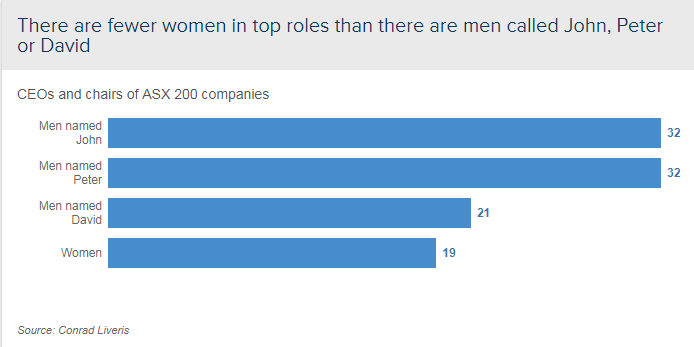 There are fewer women in top roles than there are men called John, Peter
or David
CEOs and chairs of ASX 200 companies
Men named
John
32
Men named
Peter
32
Men named
David
21
Women
19
Source: Conrad Liveris